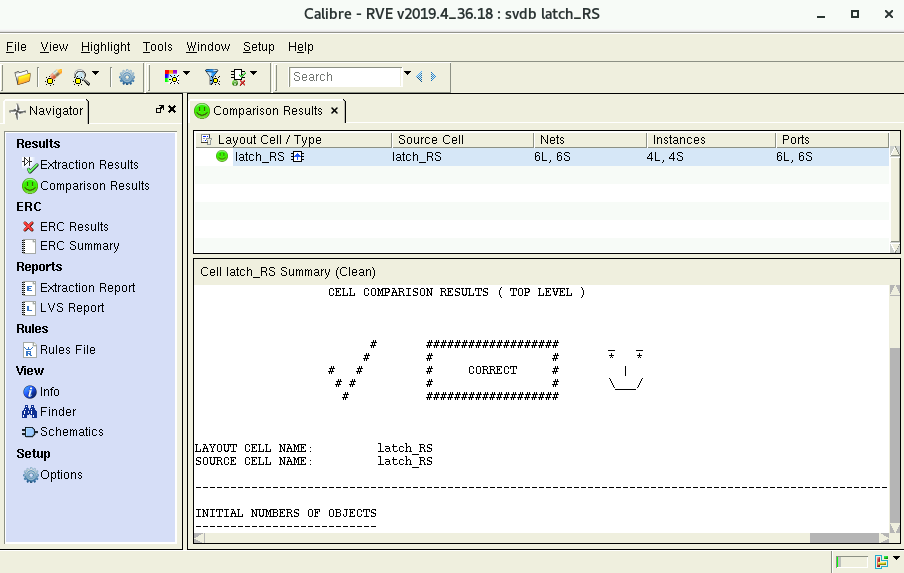 Calibre - RVE v2019.4_36.18 : svdb latch_RS
File View Highlight Tools Window Setup Help
Search
Navigator
Results
Extraction Results
Comparison Results
ERC
ERC Results
ERC Summary
Reports
Extraction Report
LVS Report
Rules
Rules File
View
Info
Finder
Schematics
Setup
Options
Comparison Results
Layout Cell / Type Source Cell Nets Instances Ports
latch_RS latch_RS 6L, 6S 4L, 4S 6L, 6S
Cell latch_RS Summary (Clean)
CELL COMPARISON RESULTS ( TOP LEVEL )
# ################### _ _
# # # * *
# # # CORRECT # |
# # # # \___/
# ###################
LAYOUT CELL NAME: latch_RS
SOURCE CELL NAME: latch_RS
---------------------------------------------------------------------------------------------------
INITIAL NUMBERS OF OBJECTS
--------------------------